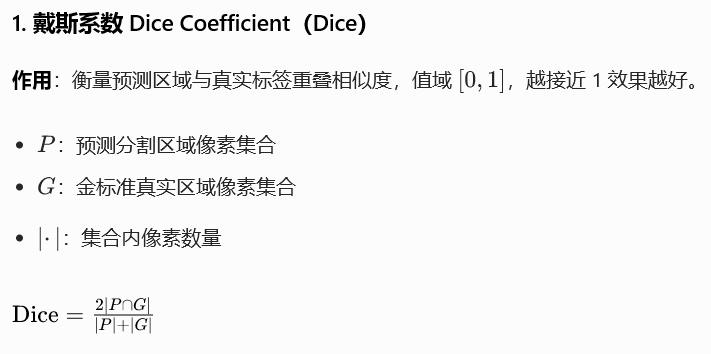 1. 戴斯系数 Dice Coefficient（Dice）
作用：衡量预测区域与真实标签重叠相似度，值域 [0, 1]，越接近 1 效果越好。
• P：预测分割区域像素集合
• G：金标准真实区域像素集合
• |·|：集合内像素数量
Dice = \frac{2|P∩G|}{|P|+|G|}